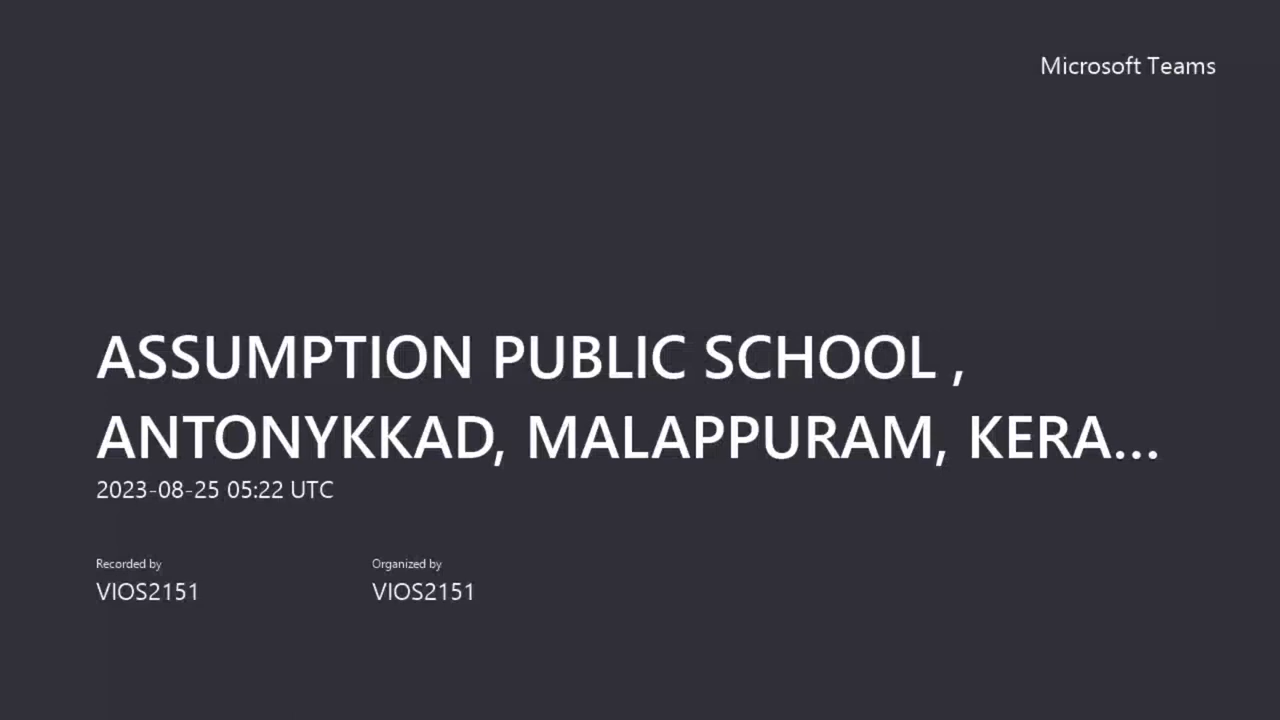 Microsoft Teams
ASSUMPTION PUBLIC SCHOOL ,
ANTONYKKAD, MALAPPURAM, KERA...
2023-08-25 05:22 UTC
Recorded by
VIOS2151
Organized by
VIOS2151